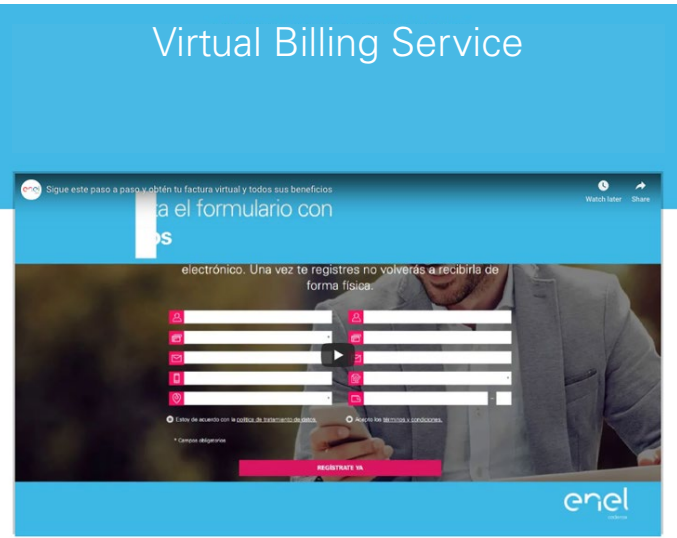 Virtual Billing Service
enel
Sigue este paso a paso y obtén tu factura virtual y todos sus beneficios
Watch later
Share
ta el formulario con
os
electrónico. Una vez te registres no volverás a recibirla de
forma física.
Estoy de acuerdo con la política de tratamiento de datos.
Acepto los términos y condiciones.
* Campos obligatorios
REGÍSTRATE YA
enel